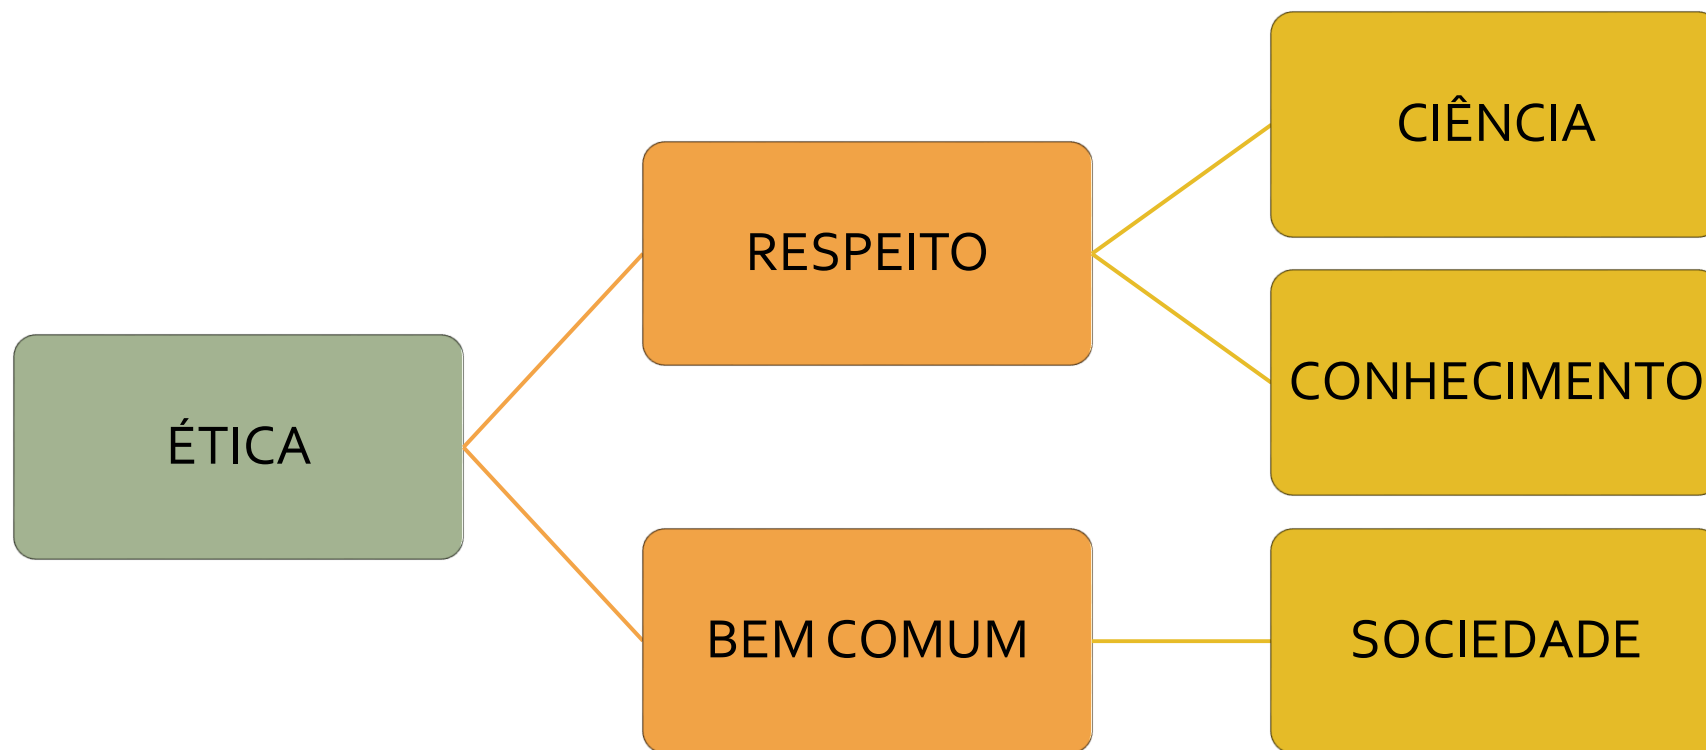 ÉTICA
RESPEITO
BEM COMUM
CIÊNCIA
CONHECIMENTO
SOCIEDADE